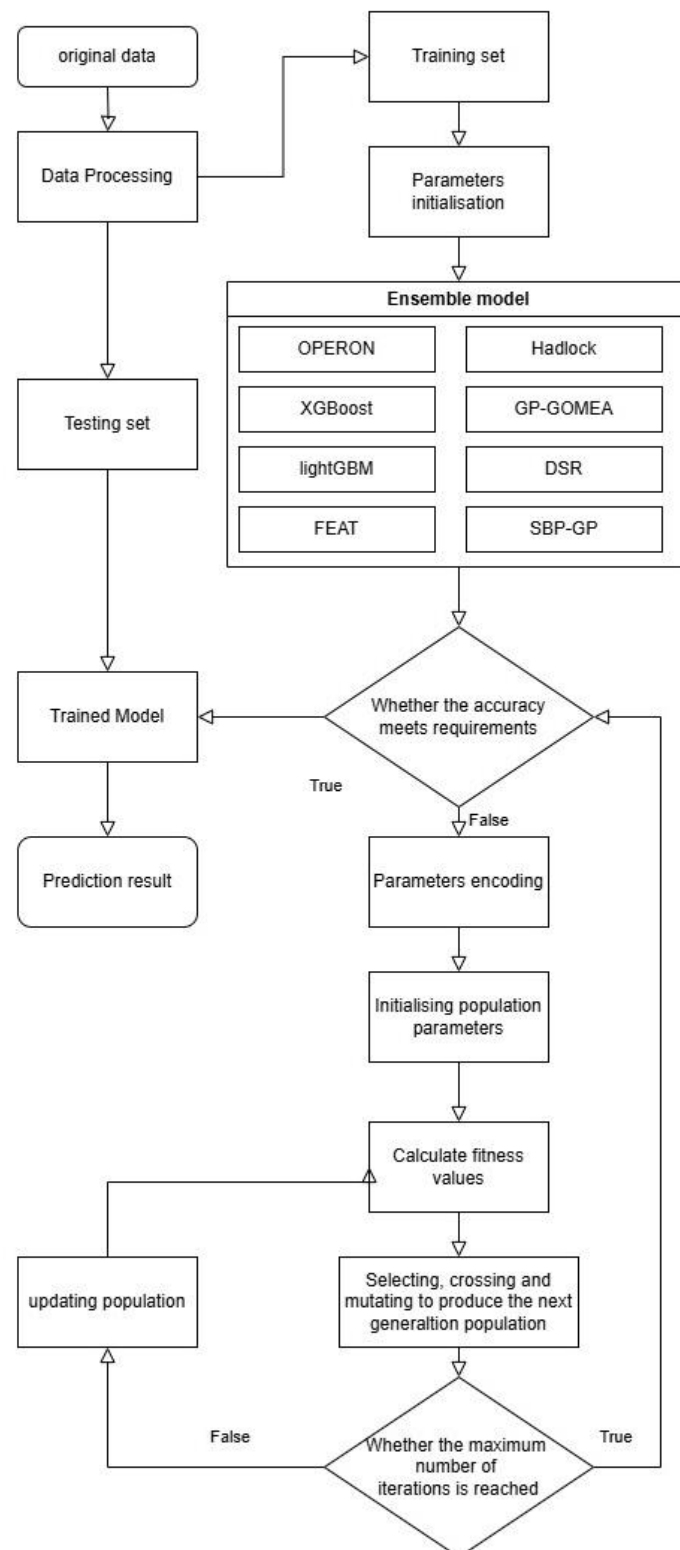 original data
Training set
Data Processing
Parameters
initialisation
Ensemble model
OPERON
Hadlock
XGBoost
GP-GOMEA
lightGBM
DSR
FEAT
SBP-GP
Testing set
Whether the accuracy
meets requirements
Trained Model
True
False
Prediction result
Parameters encoding
Initialising population
parameters
Calculate fitness
values
updating population
Selecting, crossing and
mutating to produce the next
generaltion population
False
Whether the maximum
number of
iterations is reached
True